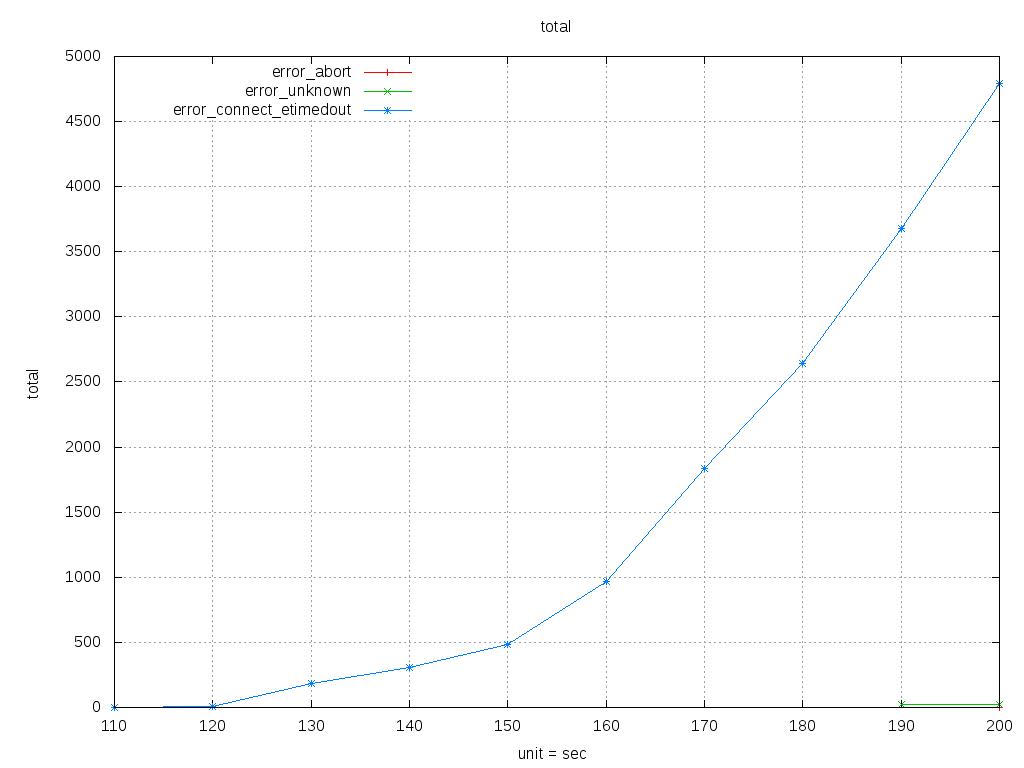 total
5000
4500
4000
3500
3000
2500
2000
1500
1000
500
0
error_abort
error_unknown
error_connect_etimedout
total
110 120 130 140 150 160 170 180 190 200
unit = sec